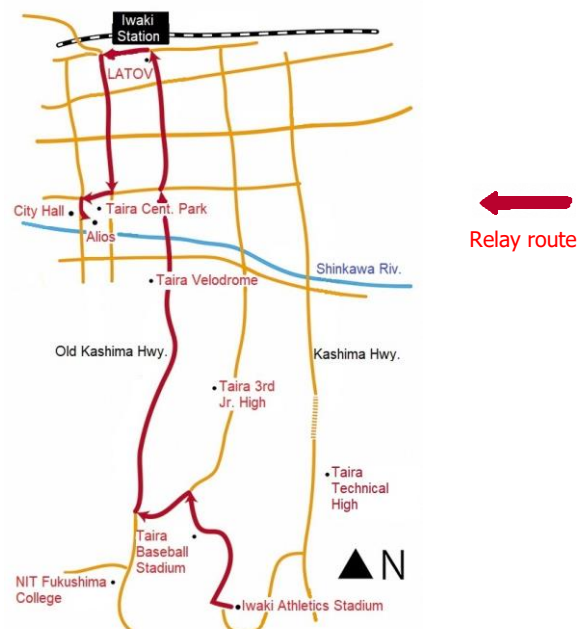 Iwaki
Station
LATOV
City Hall
Taira Cent. Park
Alios
Relay route
Shinkawa Riv.
Taira Velodrome
Old Kashima Hwy.
Kashima Hwy.
Taira 3rd
Jr. High
Taira
Technical
High
Taira
Baseball
Stadium
N
NIT Fukushima
College
Iwaki Athletics Stadium